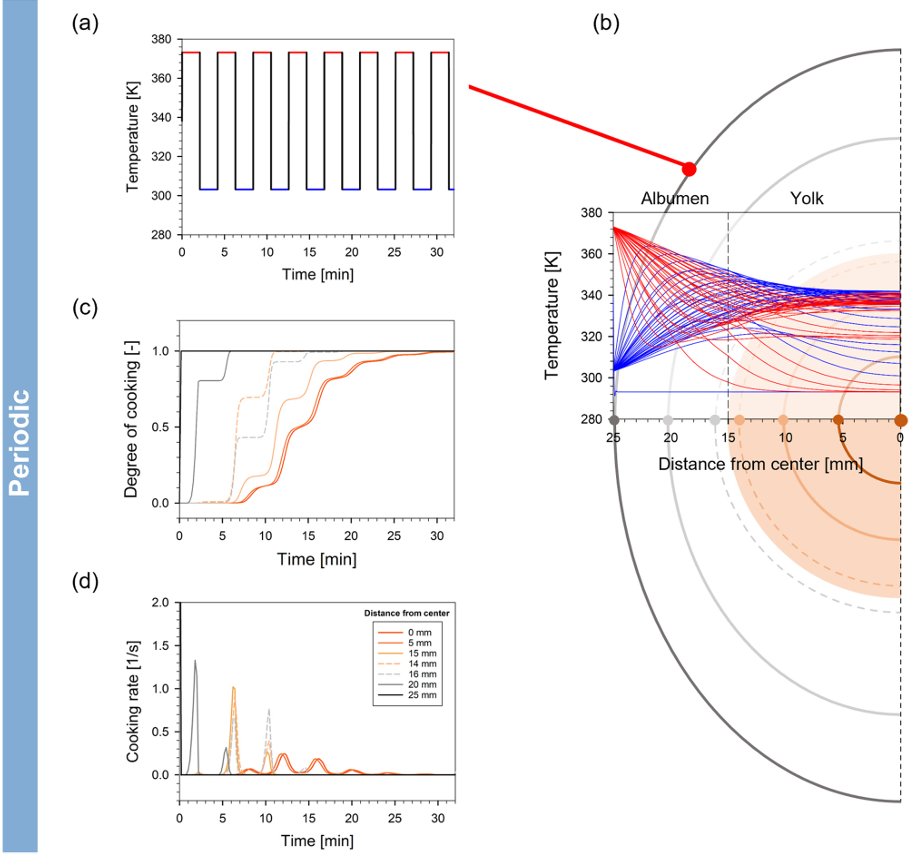 Periodic
(a)
380
360
340
320
300
280
Temperature [K]
0 5 10 15 20 25 30
Time [min]
(b)
Albumen Yolk
380
360
340
320
300
280
Temperature [K]
25 20 15 10 5 0
Distance from center [mm]
(c)
1.0
0.5
0.0
Degree of cooking [-]
0 5 10 15 20 25 30
Time [min]
(d)
2.0
1.5
1.0
0.5
0.0
Cooking rate [1/s]
Distance from center
0 mm
5 mm
15 mm
14 mm
16 mm
20 mm
25 mm
0 5 10 15 20 25 30
Time [min]